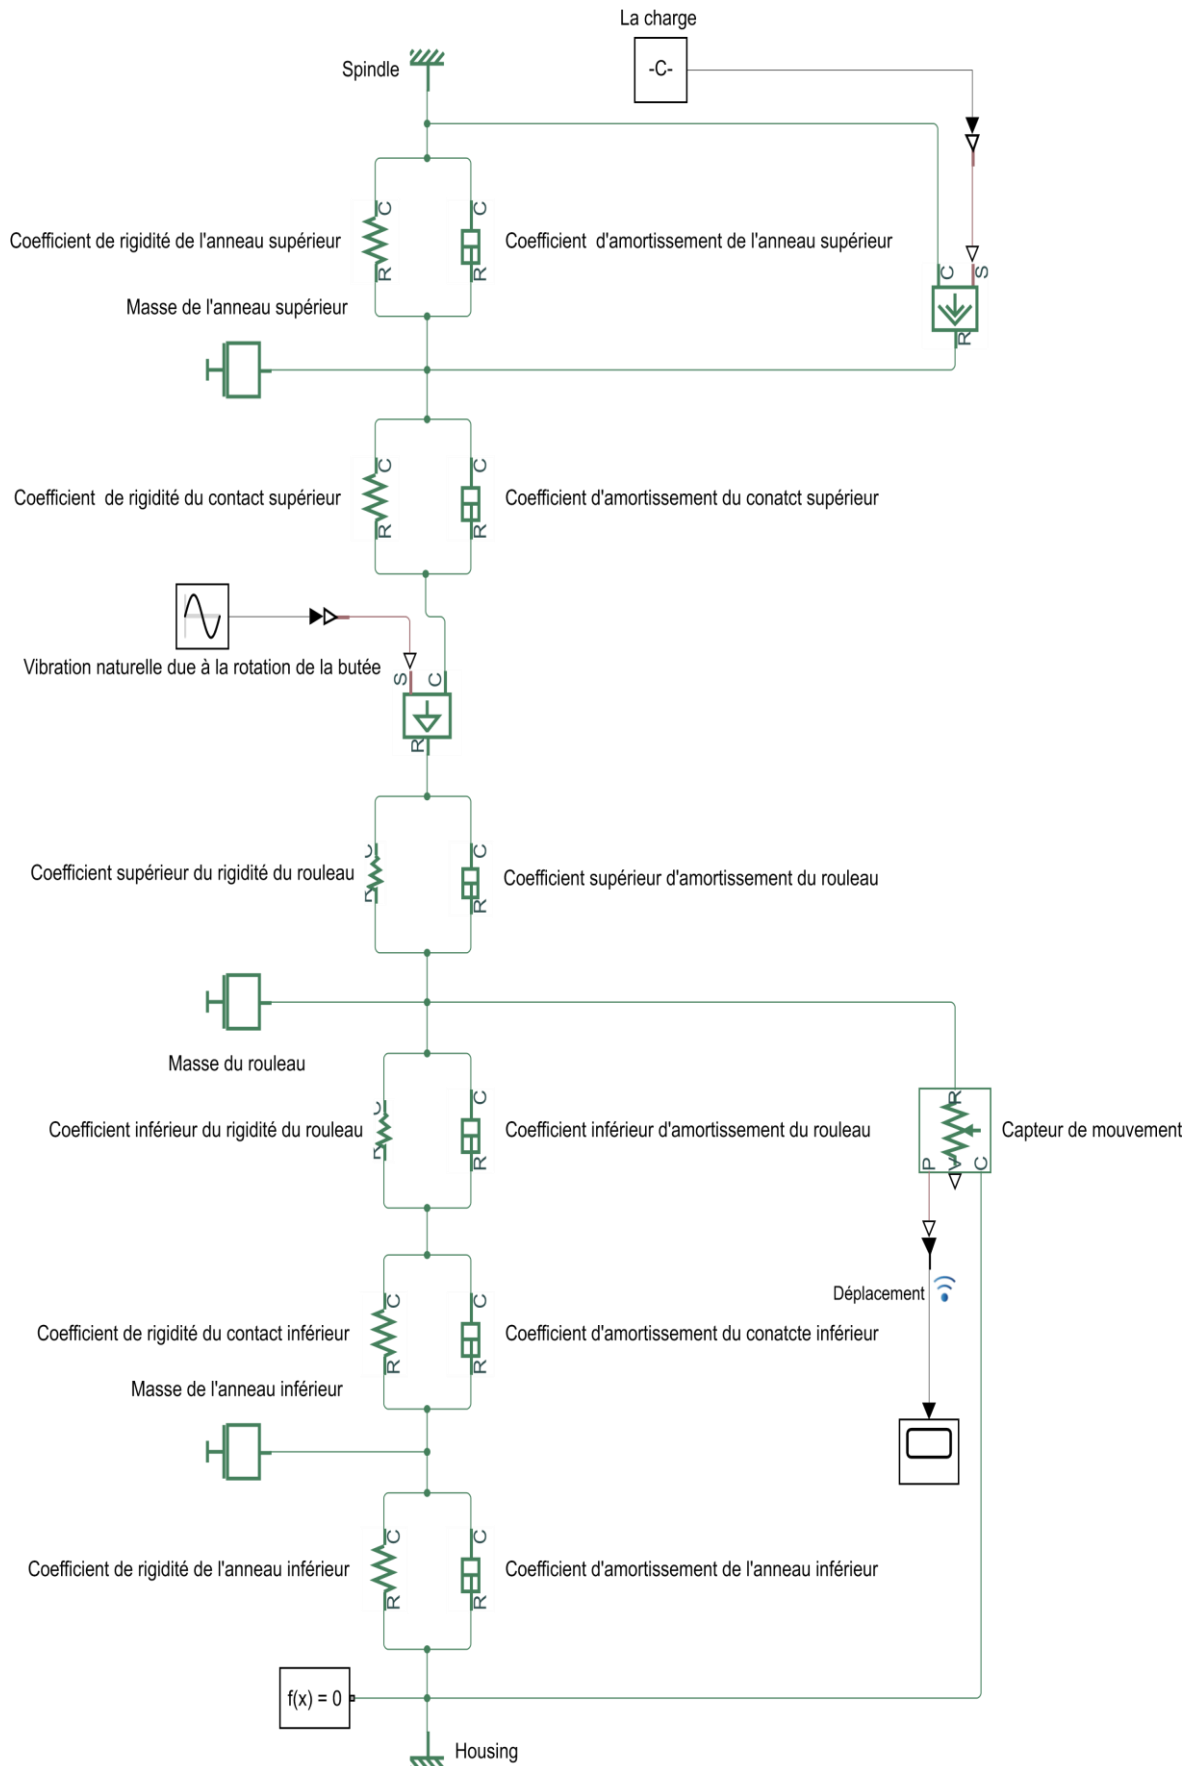 La charge
-C-
Spindle
C
C
Coefficient de rigidité de l'anneau supérieur
Coefficient  d'amortissement de l'anneau supérieur
R
R
C
S
Masse de l'anneau supérieur
R
C
C
Coefficient  de rigidité du contact supérieur
Coefficient d'amortissement du conatct supérieur
R
R
Vibration naturelle due à la rotation de la butée
S
C
R
C
C
Coefficient supérieur du rigidité du rouleau
Coefficient supérieur d'amortissement du rouleau
R
R
Masse du rouleau
C
C
R
Coefficient inférieur du rigidité du rouleau
Coefficient inférieur d'amortissement du rouleau
Capteur de mouvement
R
R
P
V
C
Déplacement
C
C
Coefficient de rigidité du contact inférieur
Coefficient d'amortissement du conatcte inférieur
R
R
Masse de l'anneau inférieur
C
C
Coefficient de rigidité de l'anneau inférieur
Coefficient d'amortissement de l'anneau inférieur
R
R
f(x) = 0
Housing